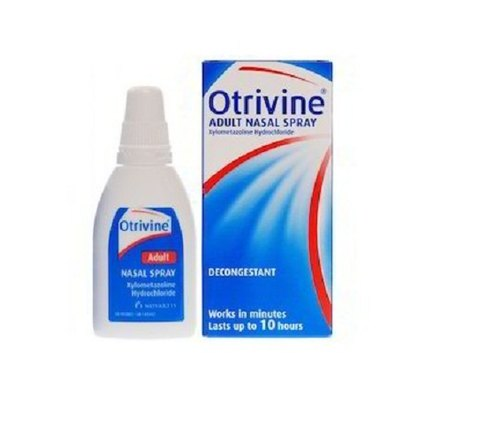 Otrivine®
ADULT NASAL SPRAY
Xylometazoline Hydrochloride
DECONGESTANT
Works in minutes
Lasts up to 10 hours
Otrivine®
Adult
NASAL SPRAY
Xylometazoline
Hydrochloride